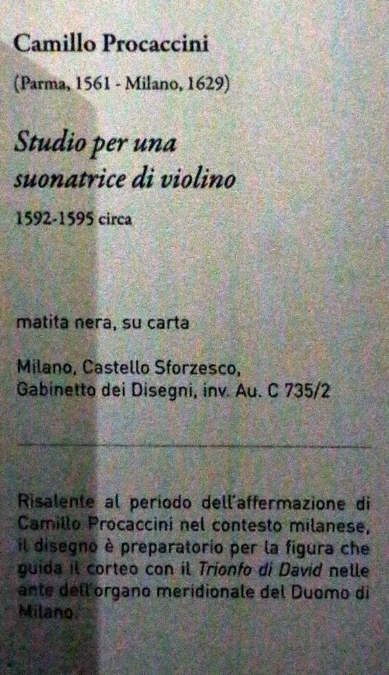 Camillo Procaccini
(Parma, 1561 - Milano, 1629)
Studio per una
suonatrice di violino
1592-1595 circa
matita nera, su carta
Milano, Castello Sforzesco,
Gabinetto dei Disegni, inv. Au. C 735/2
Risalente al periodo dell'affermazione di
Camillo Procaccini nel contesto milanese,
il disegno è preparatorio per la figura che
guida il corteo con il Trionfo di David nelle
ante dell'organo meridionale del Duomo di
Milano.